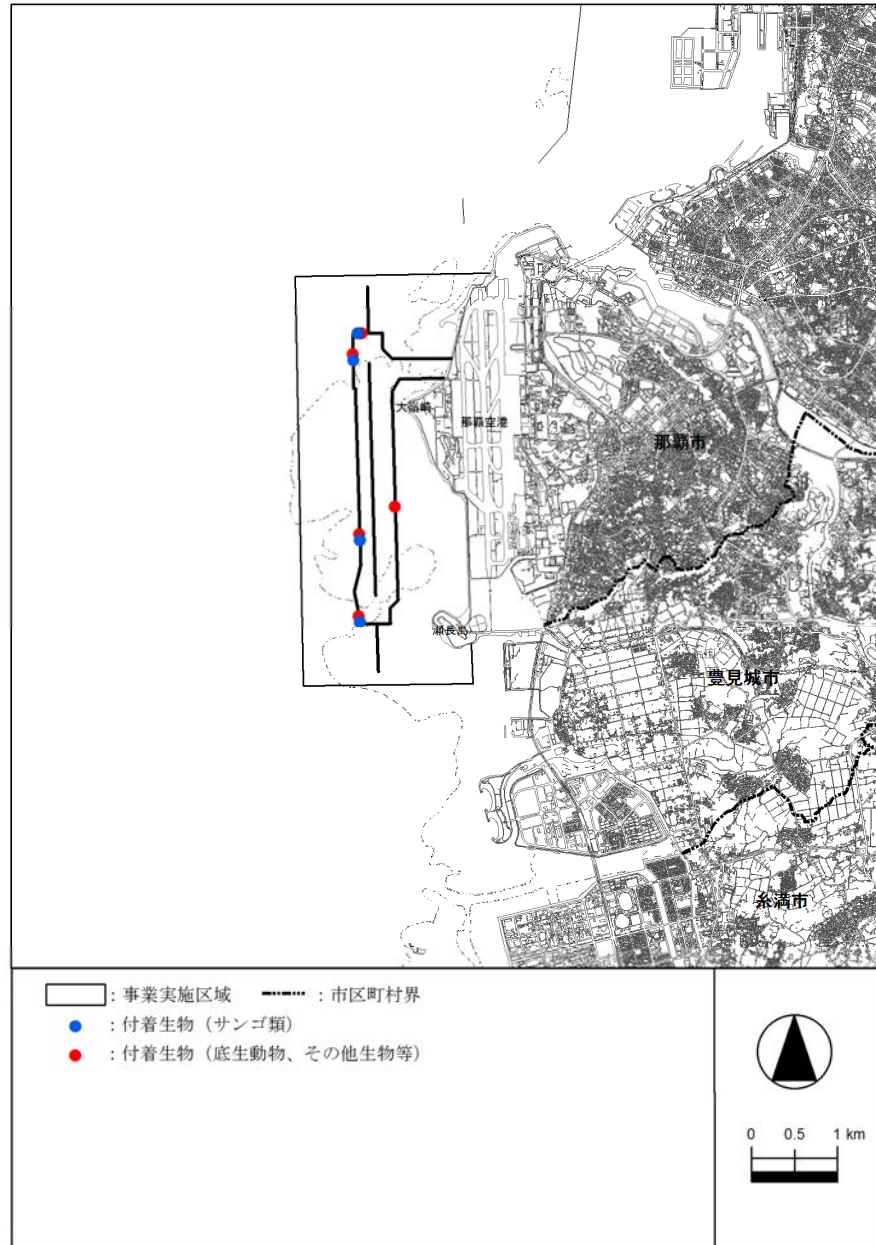 大嶺崎
那覇空港
那覇市
瀬長島
豊見城市
糸満市
：事業実施区域 ：市区町村界
：付着生物（サンゴ類）
：付着生物（底生動物、その他生物等）
0 0.5 1 km